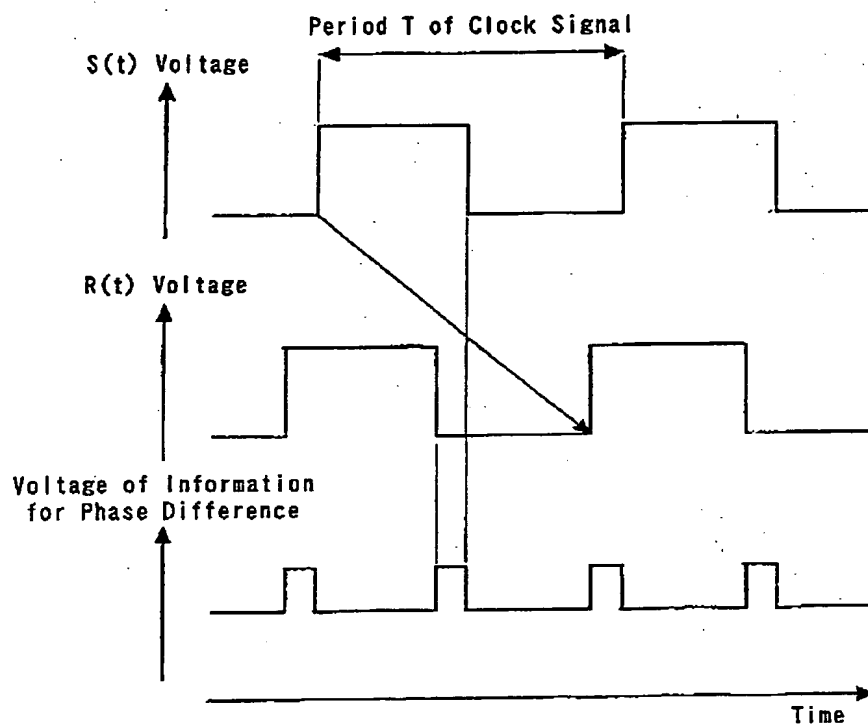 Period T of Clock Signal
S(t) Voltage
R(t) Voltage
Voltage of Information
for Phase Difference
Time